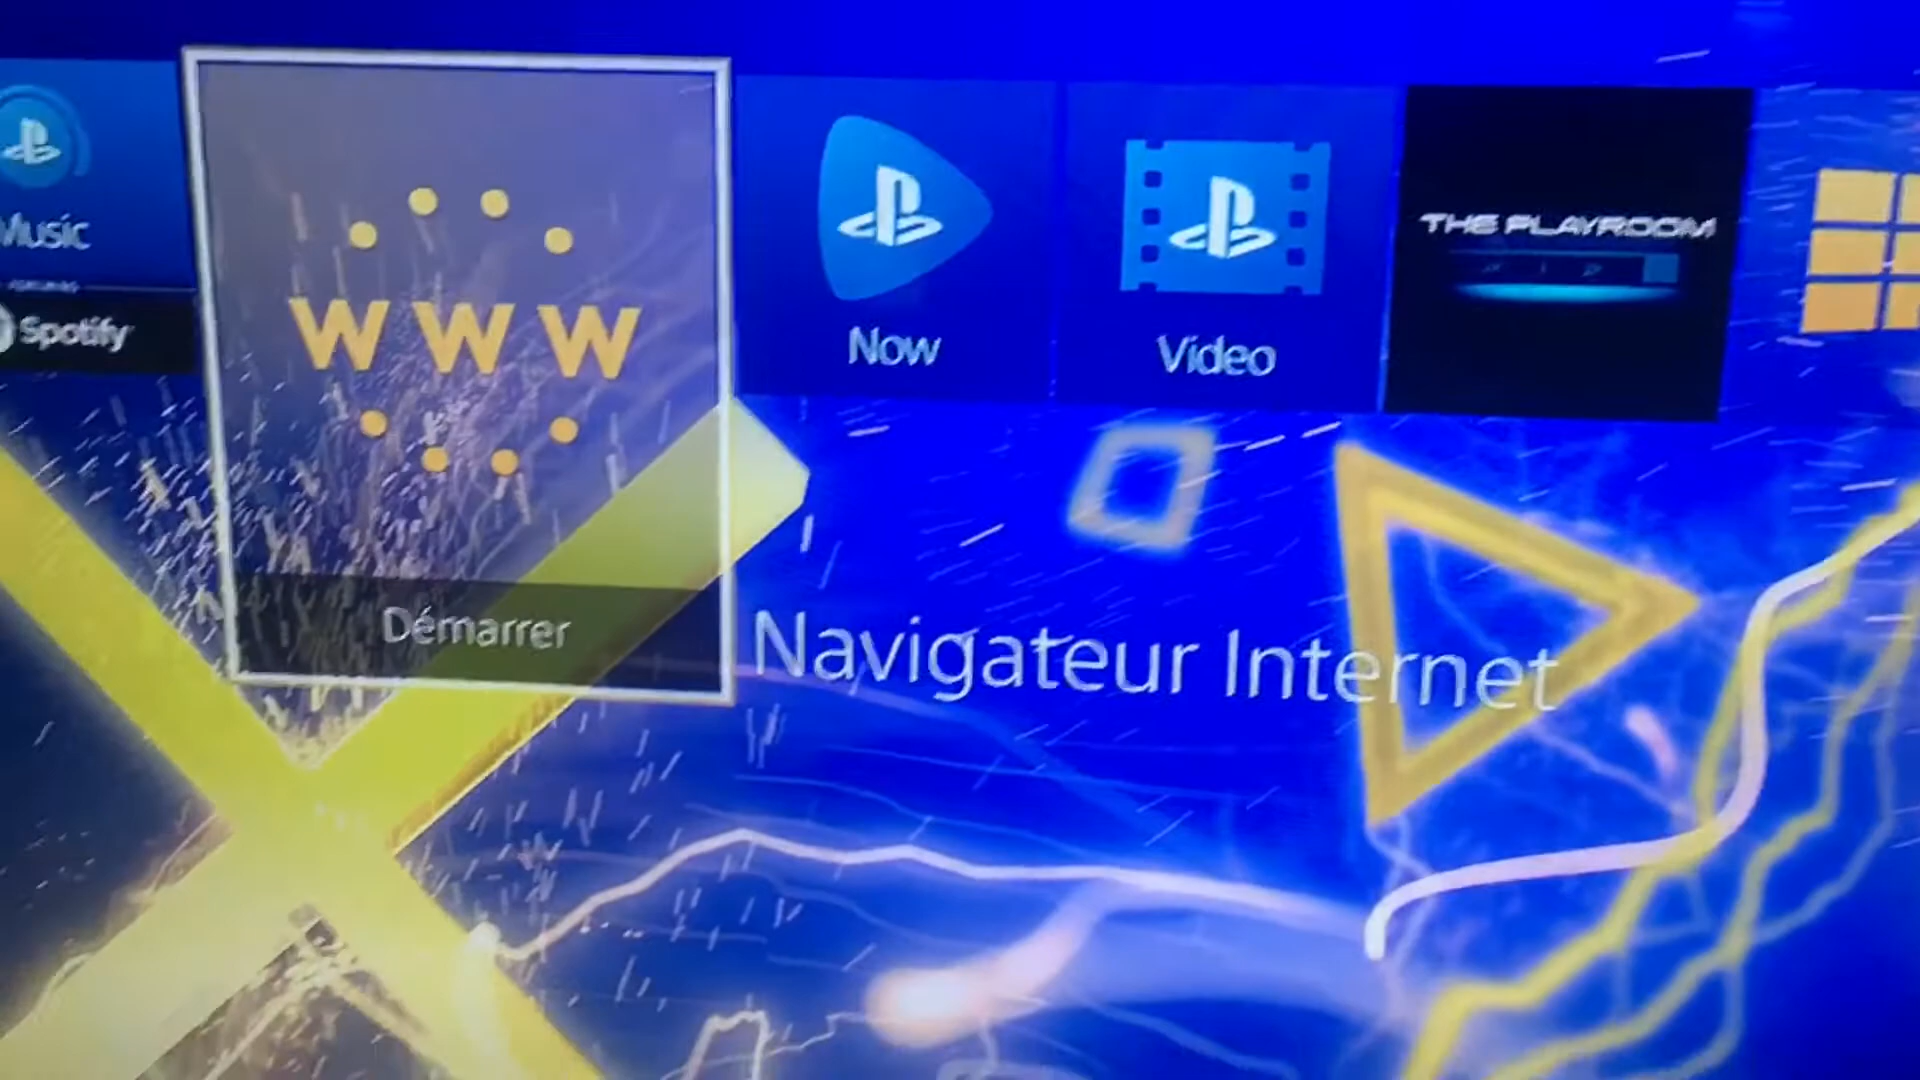 Music
Spotify
WWW
Démarrer
Navigateur Internet
Now
Video
THE PLAYROOM